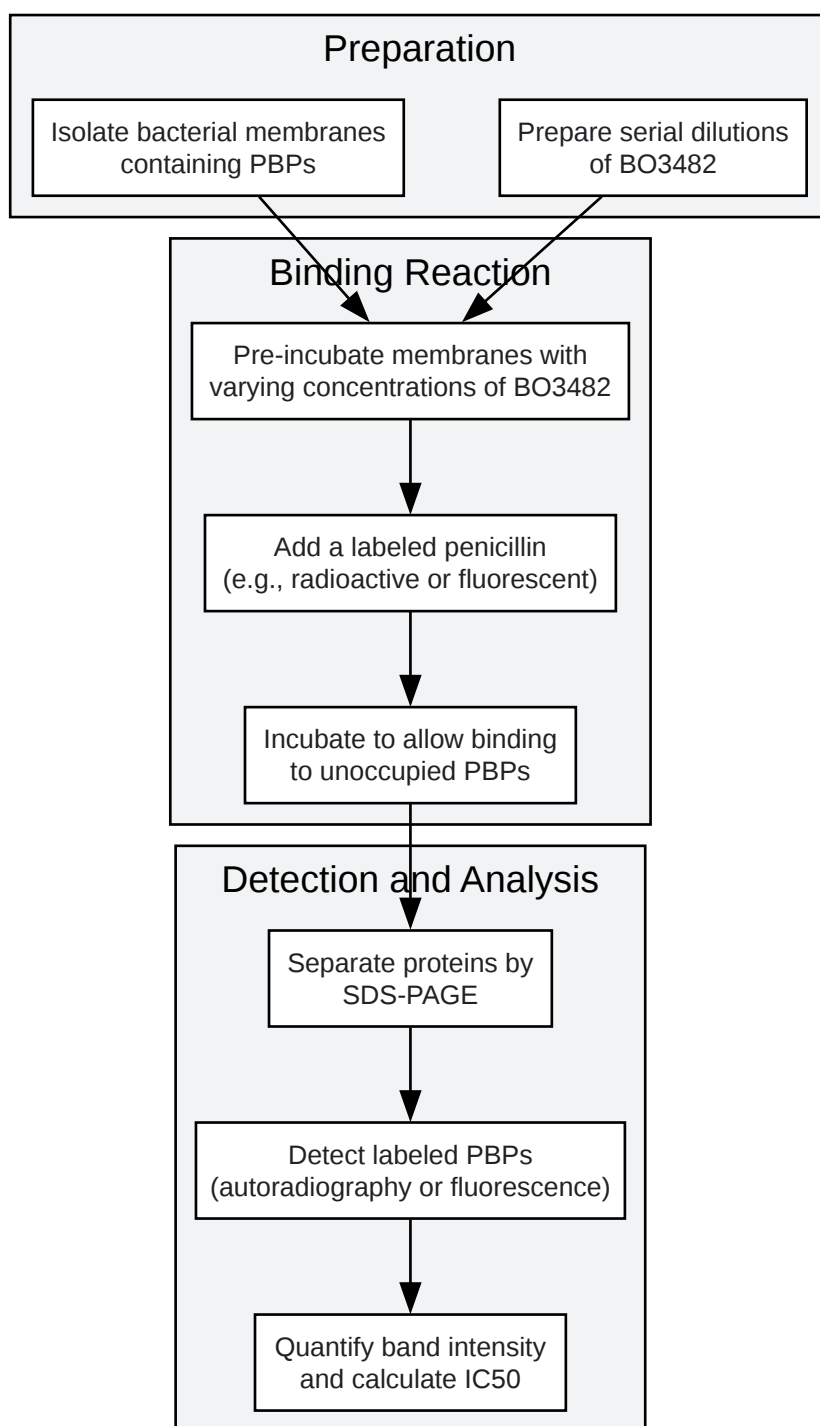 Preparation
Isolate bacterial membranes
containing PBPs
Prepare serial dilutions
of BO3482
Binding Reaction
Pre-incubate membranes with
varying concentrations of BO3482
Add a labeled penicillin
(e.g., radioactive or fluorescent)
Incubate to allow binding
to unoccupied PBPs
Detection and Analysis
Separate proteins by
SDS-PAGE
Detect labeled PBPs
(autoradiography or fluorescence)
Quantify band intensity
and calculate IC50